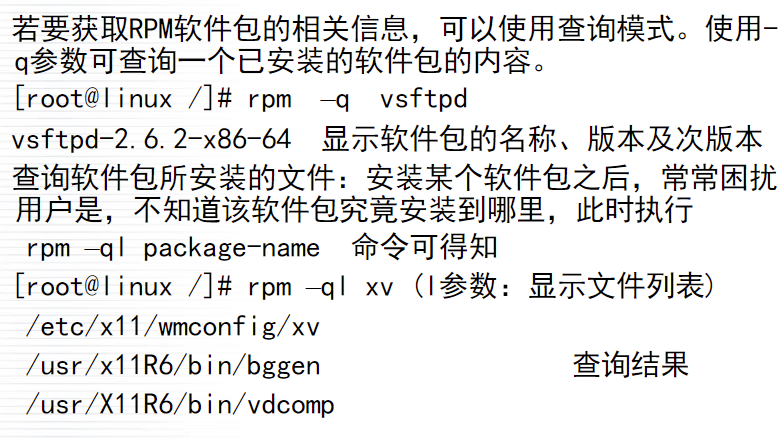 若要获取RPM软件包的相关信息，可以使用查询模式。使用-
q参数可查询一个已安装的软件包的内容。
[root@linux /]# rpm –q vsftpd
vsftpd-2.6.2-x86-64 显示软件包的名称、版本及次版本
查询软件包所安装的文件：安装某个软件包之后，常常困扰
用户是，不知道该软件包究竟安装到哪里，此时执行
rpm –ql package-name 命令可得知
[root@linux /]# rpm –ql xv (l参数：显示文件列表)
/etc/x11/wmconfig/xv
/usr/x11R6/bin/bggen 查询结果
/usr/X11R6/bin/vdcomp